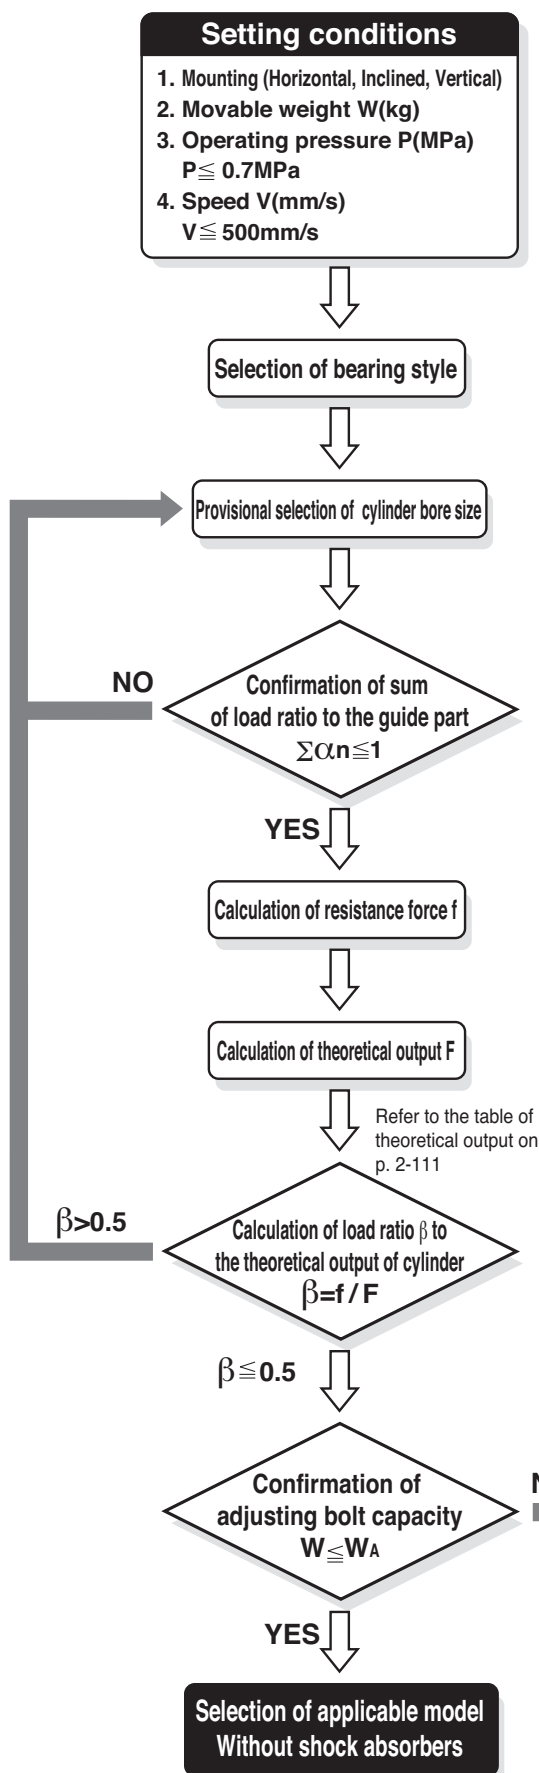 Setting conditions
1. Mounting (Horizontal, Inclined, Vertical)
2. Movable weight W(kg)
3. Operating pressure P(MPa)
P≦ 0.7MPa
4. Speed V(mm/s)
V≦ 500mm/s
Selection of bearing style
Provisional selection of cylinder bore size
NO
Confirmation of sum
of load ratio to the guide part
Σαn≦1
YES
Calculation of resistance force f
Calculation of theoretical output F
Refer to the table of
theoretical output on
p. 2-111
β>0.5
Calculation of load ratio β to
the theoretical output of cylinder
β=f / F
β≦0.5
Confirmation of
adjusting bolt capacity
W≦WA
YES
Selection of applicable model
Without shock absorbers